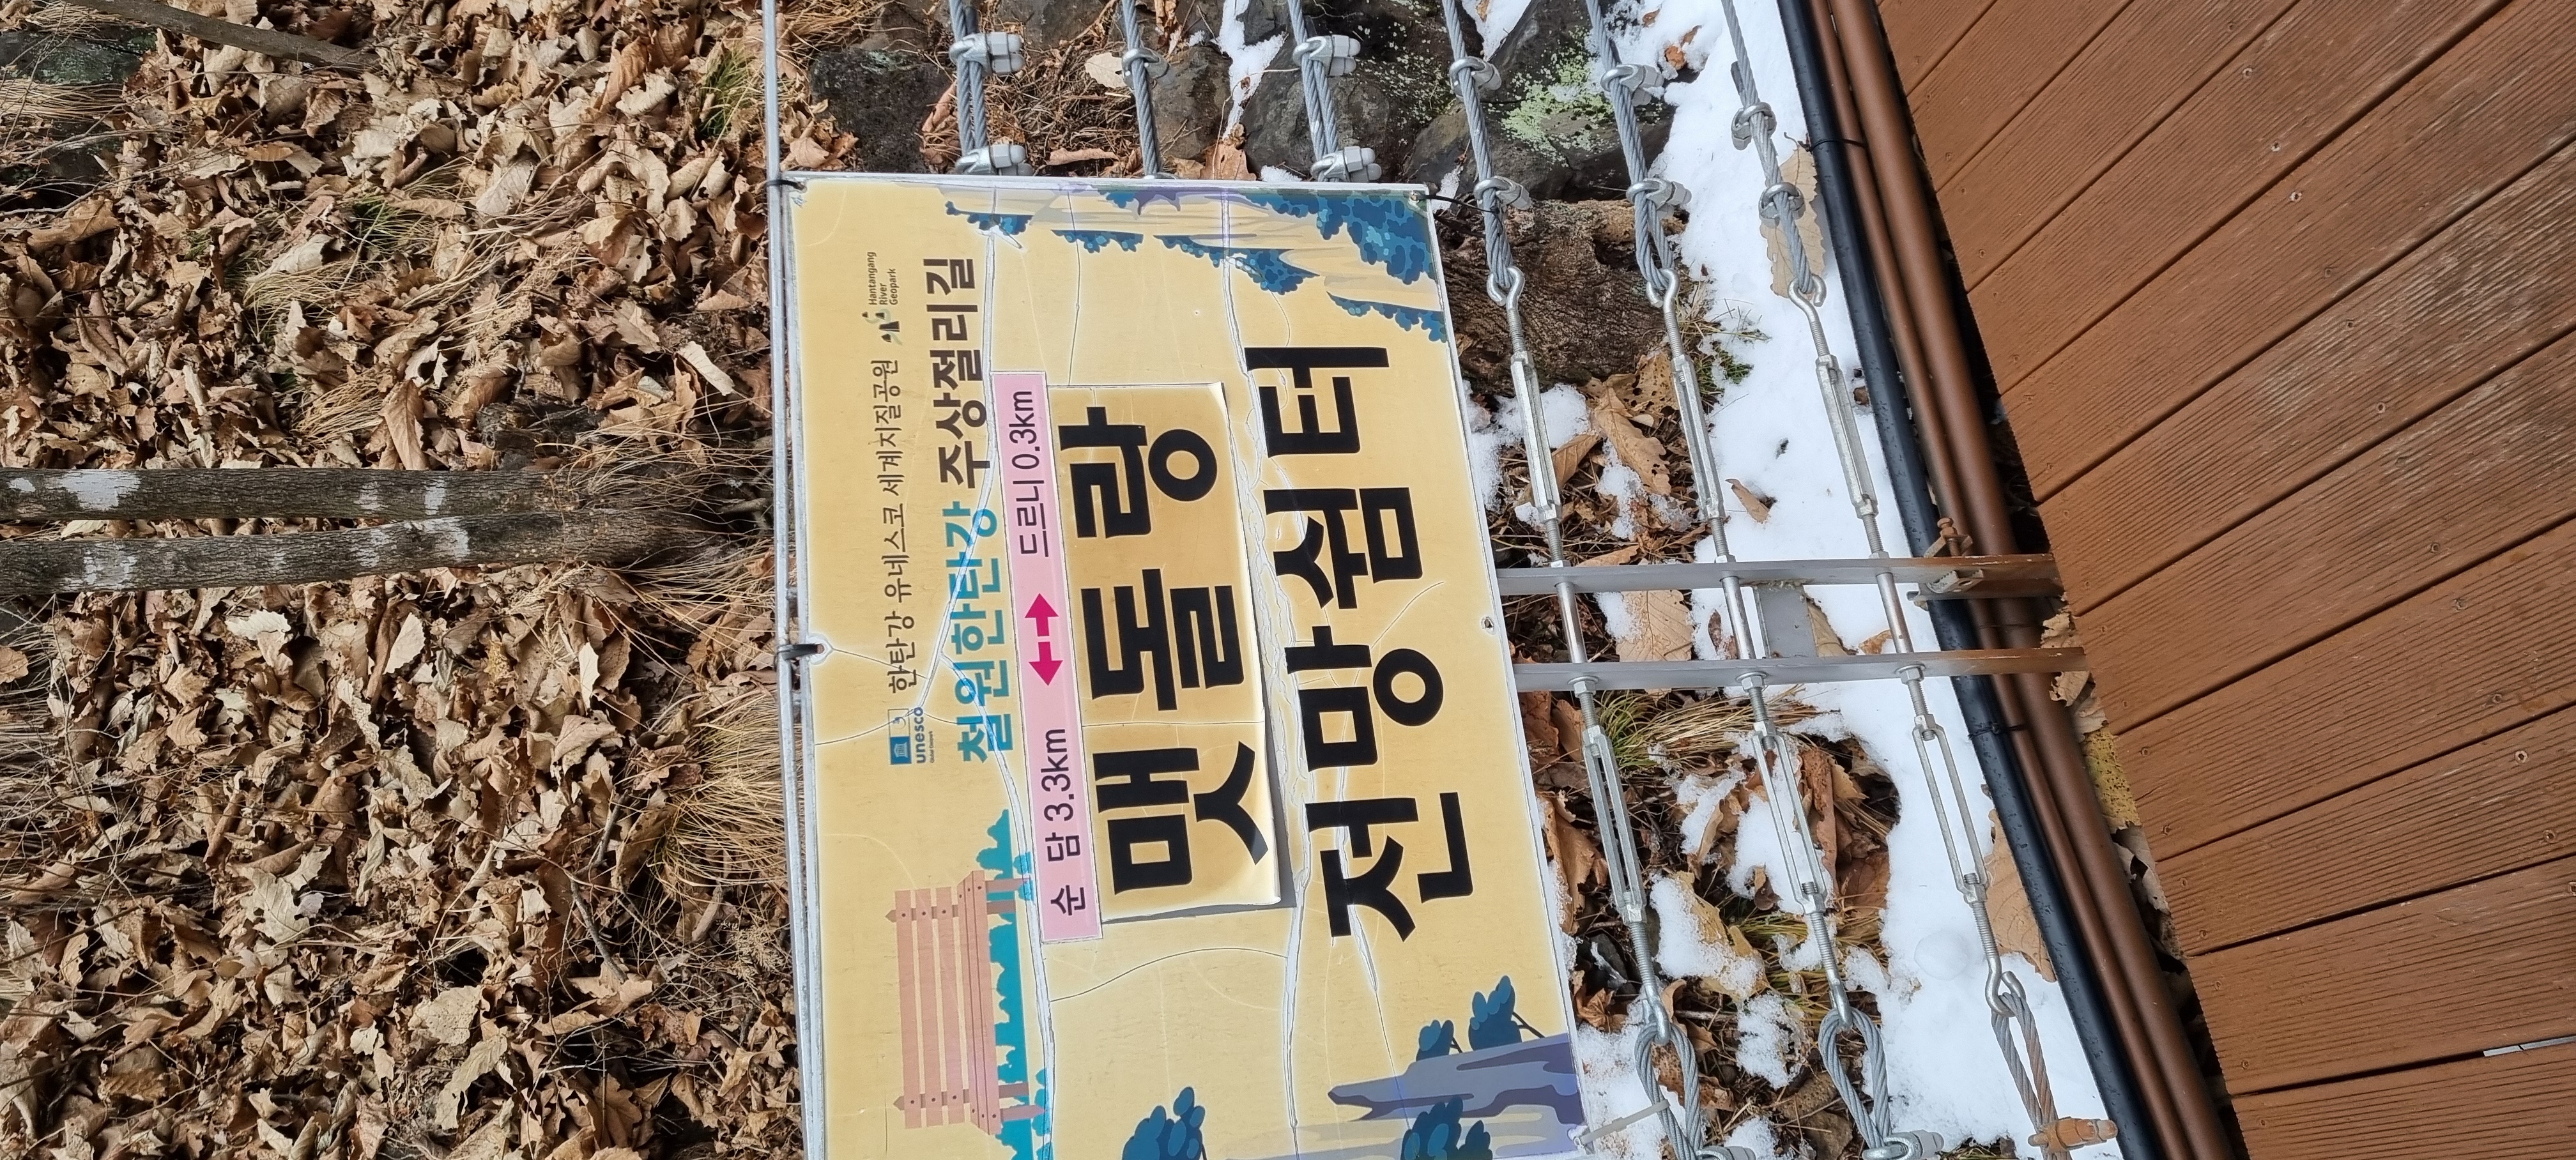 unesco
한탄강 유네스코 세계지질공원
Hantangang
River
Geopark
철원한탄강 주상절리길
순 담 3.3km 드르니 0.3km
맷돌랑
전망쉼터